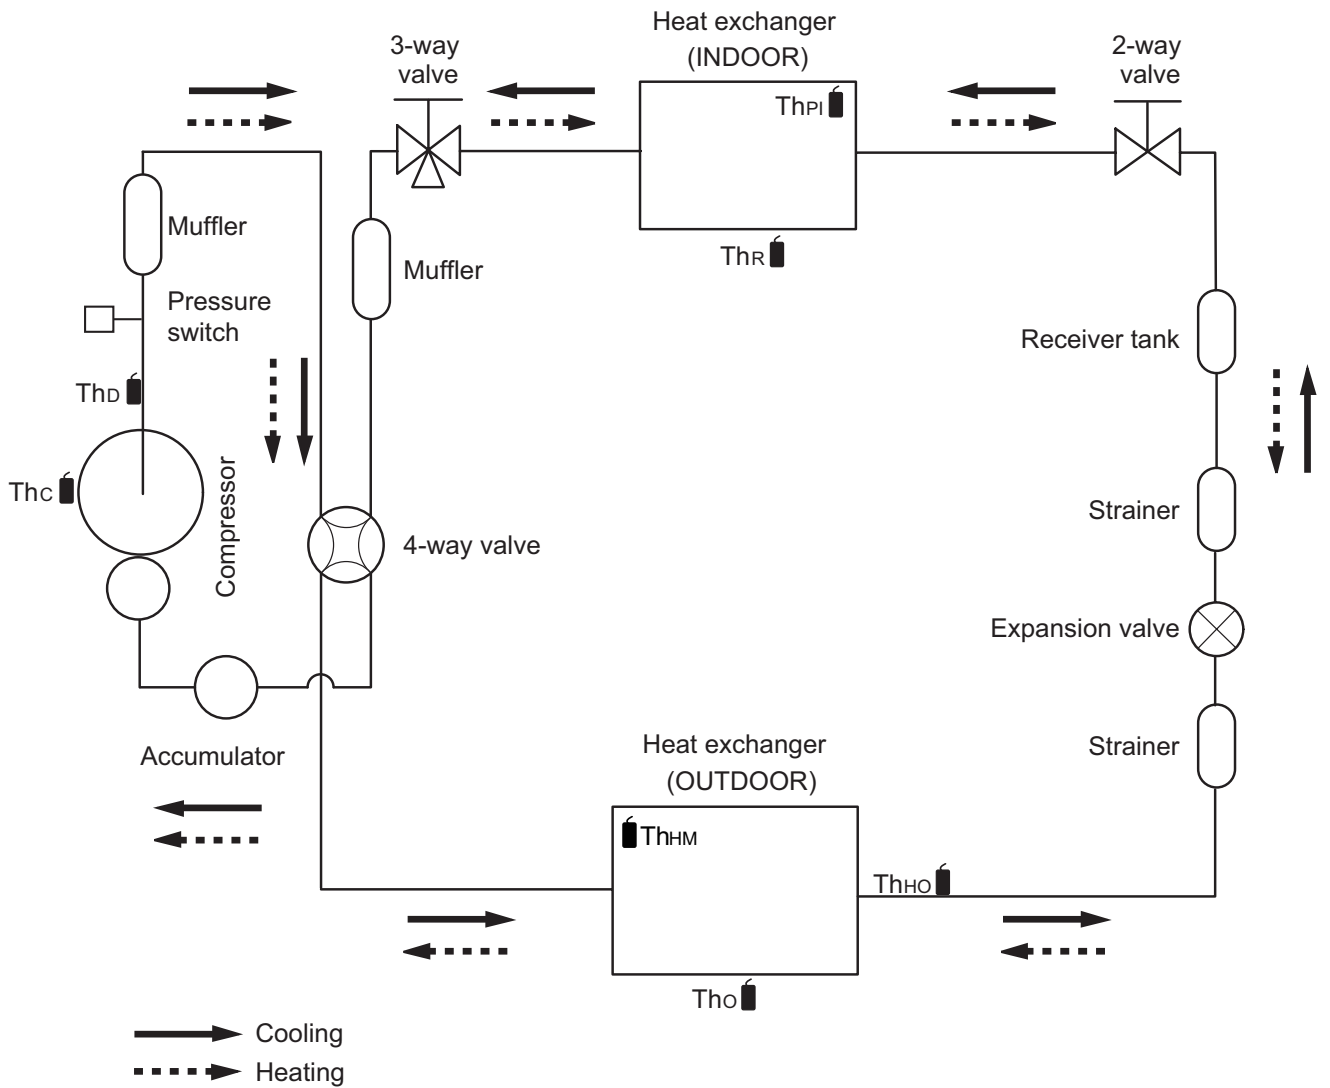 Heat exchanger
(INDOOR)
3-way
valve
2-way
valve
ThPI
Muffler
ThR
Muffler
Pressure
switch
Receiver tank
ThD
ThC
Compressor
Strainer
4-way valve
Expansion valve
Strainer
Accumulator
Heat exchanger
(OUTDOOR)
ThHM
ThHO
ThO
Cooling
Heating